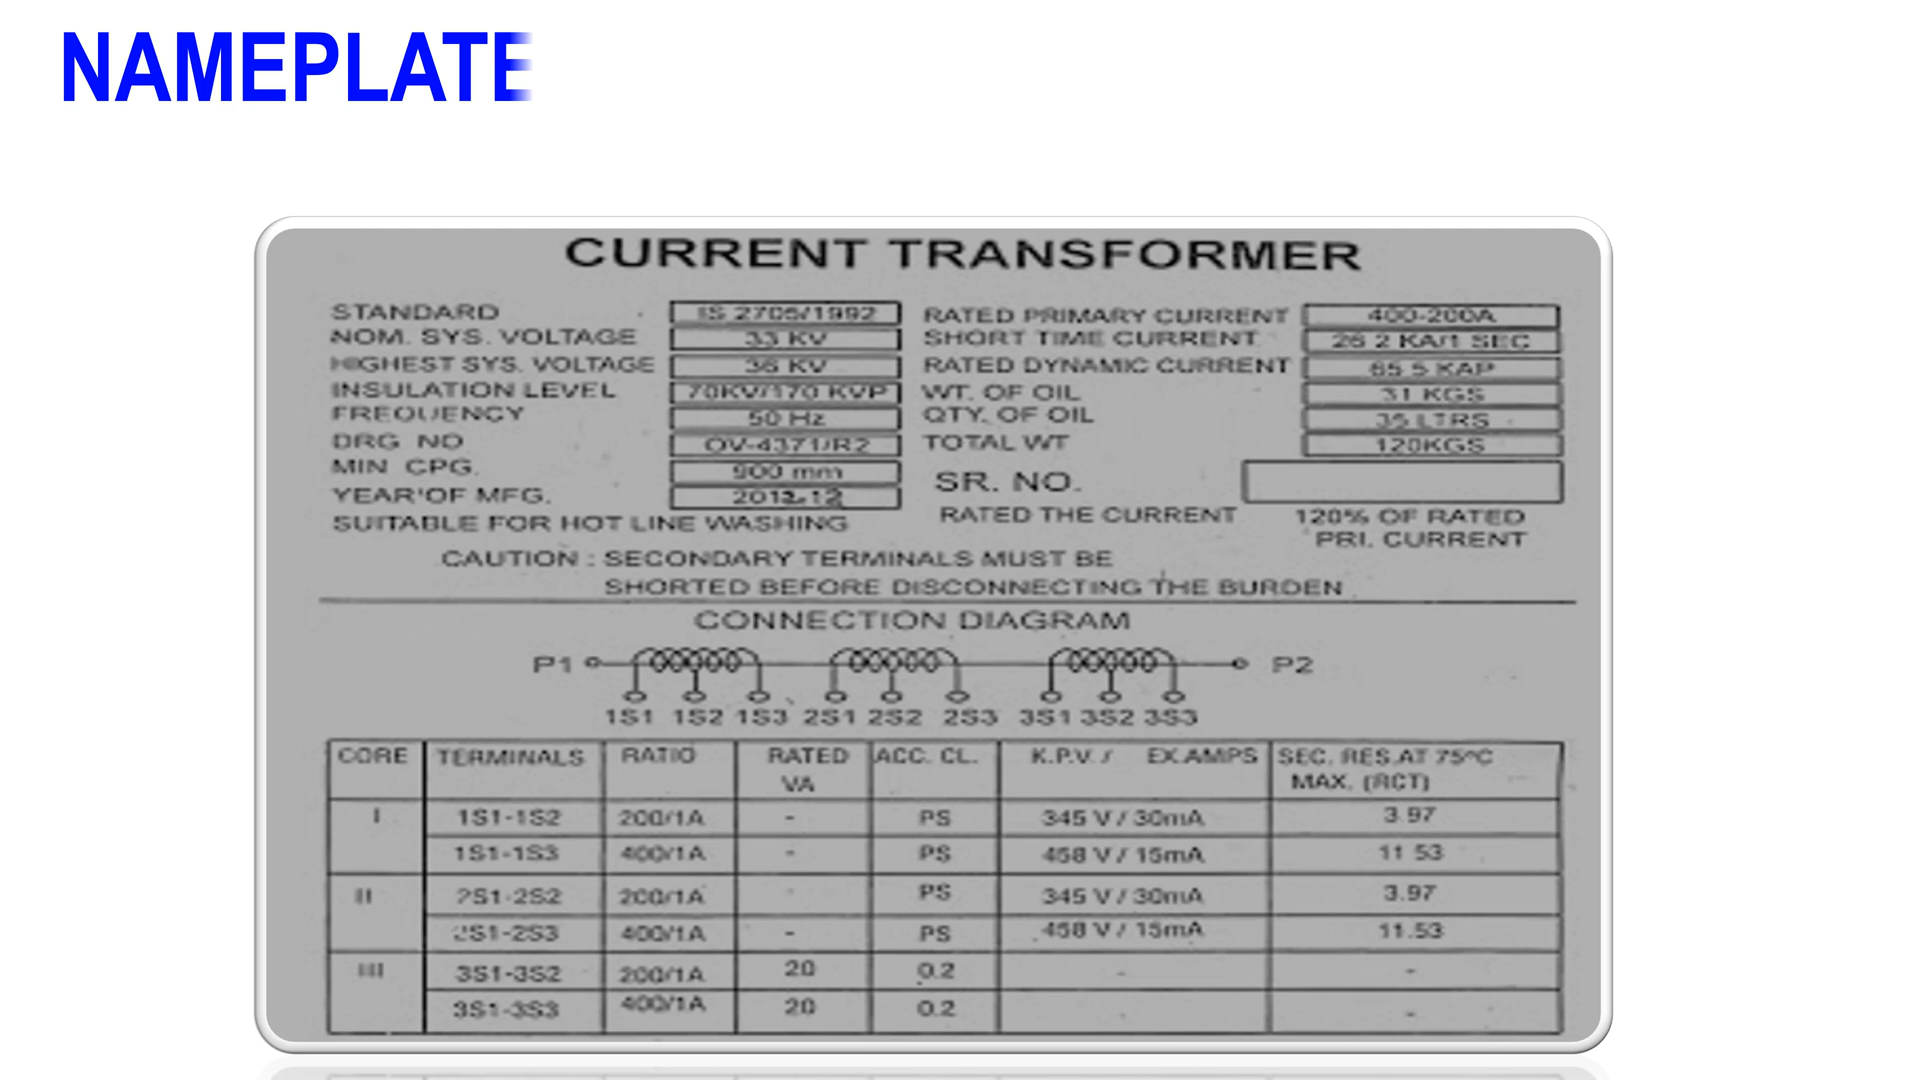 NAMEPLATE
CURRENT TRANSFORMER
STANDARD IS 2705/1992
NOM. SYS. VOLTAGE 33 KV
HIGHEST SYS. VOLTAGE 36 KV
INSULATION LEVEL 70KV/170 KVP
FREQUENCY 50 Hz
DRG NO OV-4371/R2
MIN CPG. 900 mm
YEAR OF MFG.
SUITABLE FOR HOT LINE WASHING
RATED PRIMARY CURRENT 400-200A
SHORT TIME CURRENT 26 2 KA/1 SEC
RATED DYNAMIC CURRENT 65 5 KAP
WT. OF OIL 31 KGS
QTY. OF OIL 35 LTRS
TOTAL WT 120KGS
SR. NO.
RATED THE CURRENT 120% OF RATED
PRI. CURRENT
CAUTION : SECONDARY TERMINALS MUST BE
SHORTED BEFORE DISCONNECTING THE BURDEN
CONNECTION DIAGRAM
P1 P2
1S1 1S2 1S3 2S1 2S2 2S3 3S1 3S2 3S3
CORE TERMINALS RATIO RATED ACC. CL. K.P.V. / EX.AMPS SEC. RES.AT 75°C
VA MAX. (RCT)
I 1S1-1S2 200/1A - PS 345 V / 30mA 3.97
1S1-1S3 400/1A - PS 458 V / 15mA 11 53
II 2S1-2S2 200/1A - PS 345 V / 30mA 3.97
2S1-2S3 400/1A - PS 458 V / 15mA 11.53
III 3S1-3S2 200/1A 20 0.2 - -
3S1-3S3 400/1A 20 0.2 - -